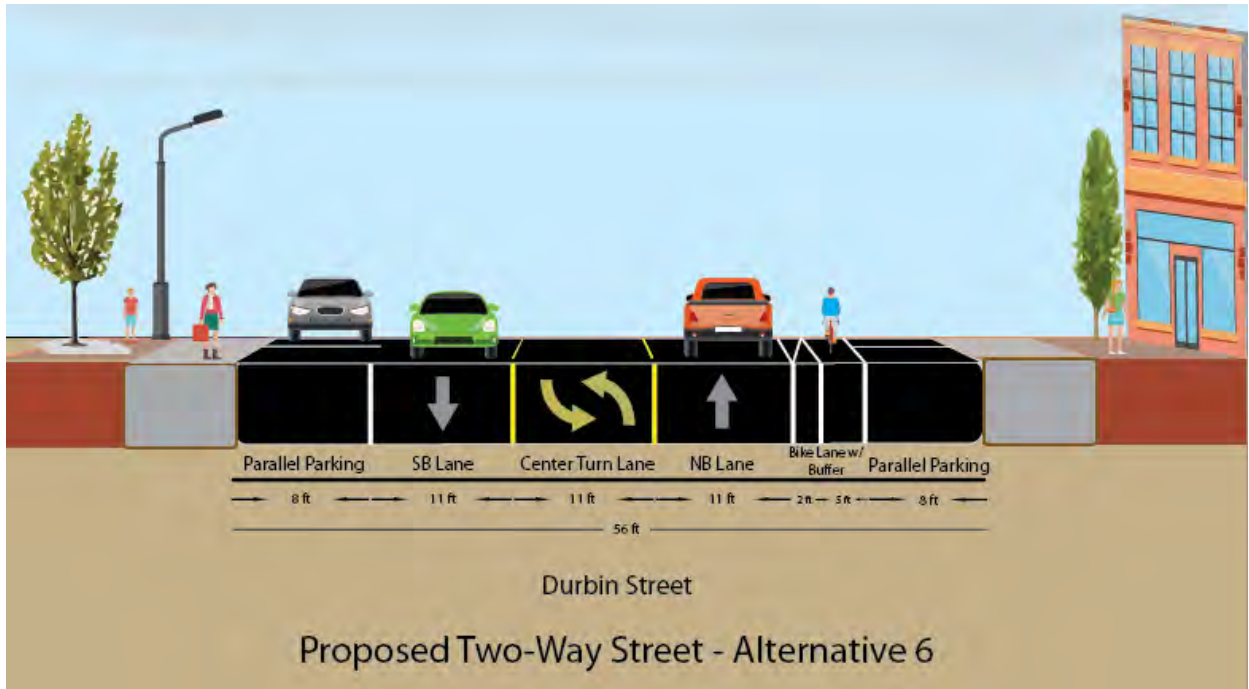 Parallel Parking
SB Lane
Center Turn Lane
NB Lane
Bike Lane w/
Buffer
Parallel Parking
8 ft
11 ft
11 ft
11 ft
2 ft
5 ft
8 ft
56 ft
Durbin Street
Proposed Two-Way Street - Alternative 6